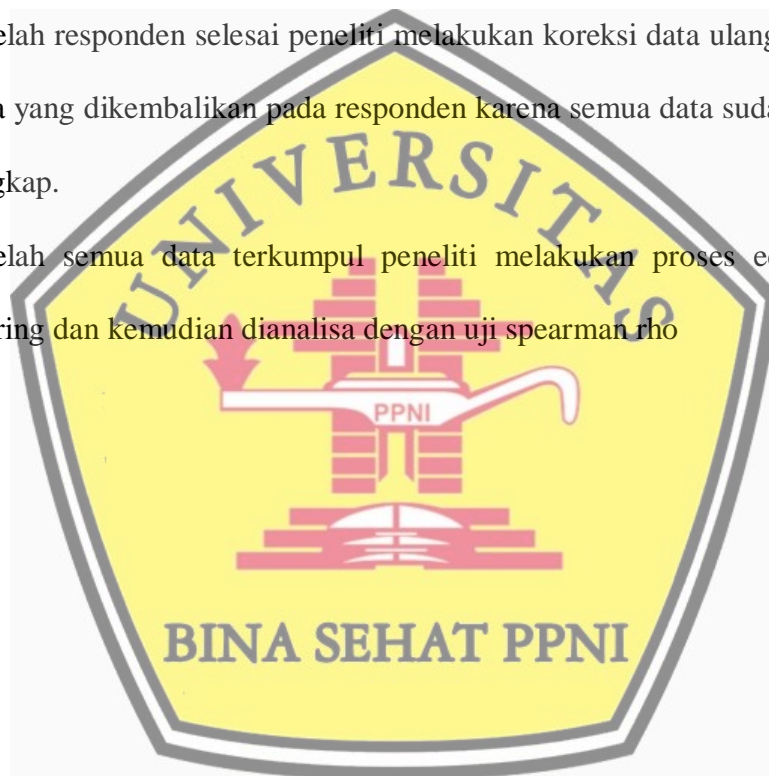 elah responden selesai peneliti melakukan koreksi data ulang
yang dikembalikan pada responden karena semua data
gkap.
elah semua data terkumpul peneliti melakukan proses
ring dan kemudian dianalisa dengan uji spearman rho
UNIVERSITAS
PPNI
BINA SEHAT PPNI